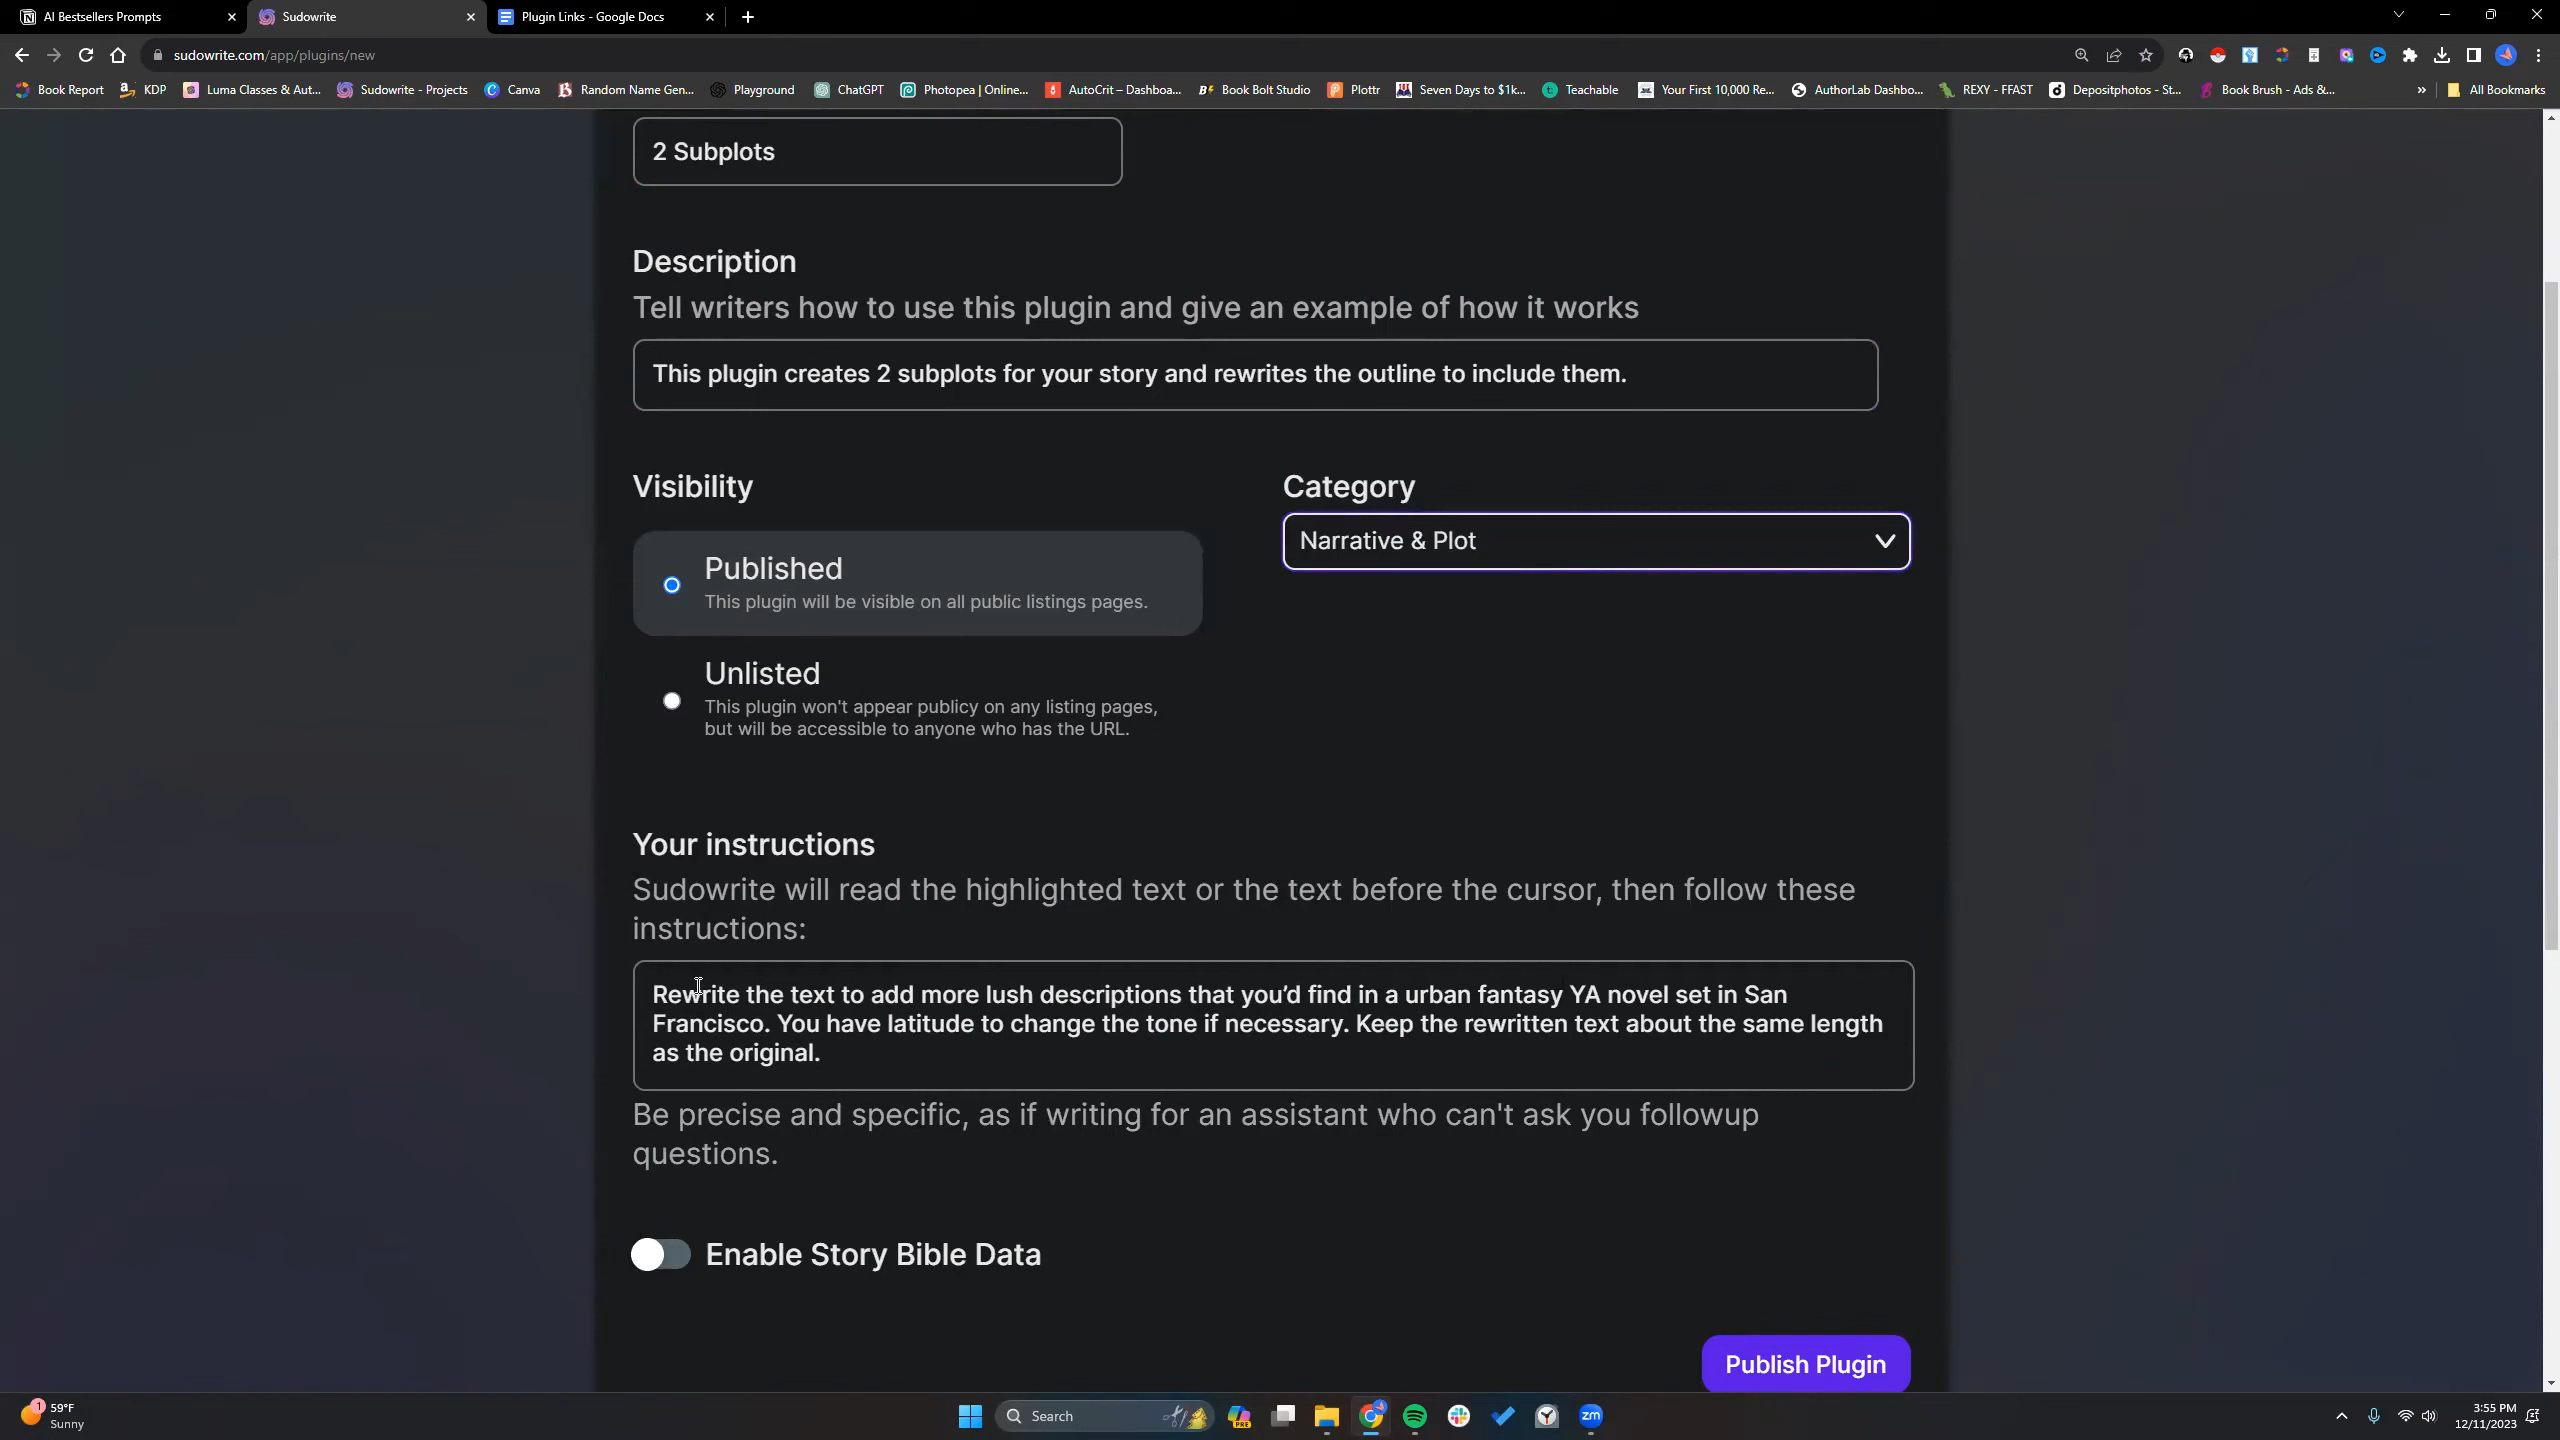 AI Bestsellers Prompts
Sudowrite
Plugin Links - Google Docs
sudowrite.com/app/plugins/new
Book Report
KDP
Luma Classes & Aut...
Sudowrite - Projects
Canva
Random Name Gen...
Playground
ChatGPT
Photopea | Online...
AutoCrit – Dashboa...
Book Bolt Studio
Plottr
Seven Days to $1k...
Teachable
Your First 10,000 Re...
AuthorLab Dashbo...
REXY - FFAST
Depositphotos - St...
Book Brush - Ads &...
»
All Bookmarks
2 Subplots
Description
Tell writers how to use this plugin and give an example of how it works
This plugin creates 2 subplots for your story and rewrites the outline to include them.
Visibility
Category
Narrative & Plot
Published
This plugin will be visible on all public listings pages.
Unlisted
This plugin won't appear publicy on any listing pages,
but will be accessible to anyone who has the URL.
Your instructions
Sudowrite will read the highlighted text or the text before the cursor, then follow these
instructions:
Rewrite the text to add more lush descriptions that you’d find in a urban fantasy YA novel set in San
Francisco. You have latitude to change the tone if necessary. Keep the rewritten text about the same length
as the original.
Be precise and specific, as if writing for an assistant who can't ask you followup
questions.
Enable Story Bible Data
Publish Plugin
1
59°F
Sunny
Search
PRE
zm
3:55 PM
12/11/2023